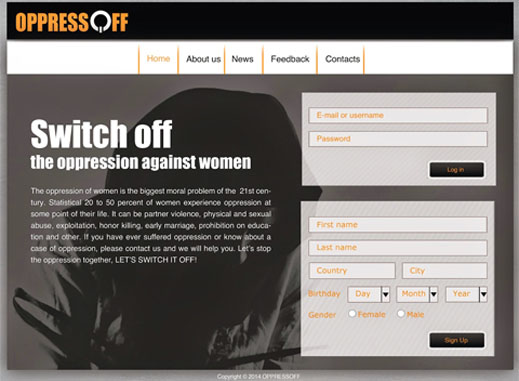 OPPRESSOFF
Home About us News Feedback Contacts
Switch off
the oppression against women
The oppression of women is the biggest moral problem of the 21st cen-
tury. Statistical 20 to 50 percent of women experience oppression at
some point of their life. It can be partner violence, physical and sexual
abuse, exploitation, honor killing, early marriage, prohibition on educa-
tion and other. If you have ever suffered oppression or know about a
case of oppression, please contact us and we will help you. Let's stop
the oppression together, LET'S SWITCH IT OFF!
E-mail or username
Password
Log in
First name
Last name
Country City
Birthday Day Month Year
Gender Female Male
Sign Up
Copyright © 2014 OPPRESSOFF